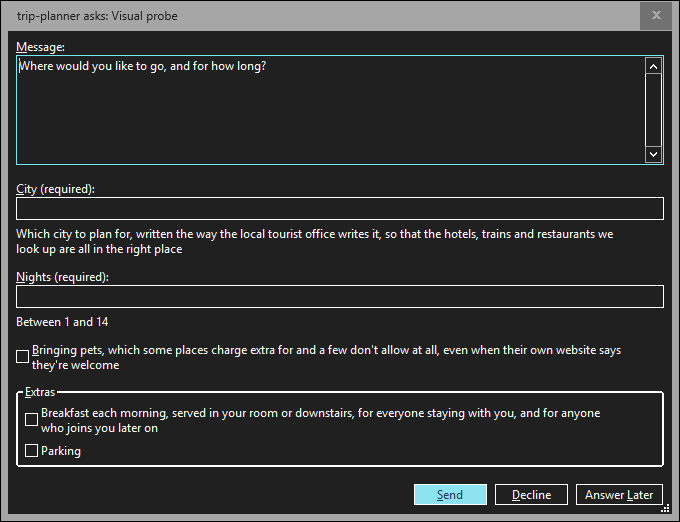 trip-planner asks: Visual probe
Message:
Where would you like to go, and for how long?
City (required):
Which city to plan for, written the way the local tourist office writes it, so that the hotels, trains and restaurants we
look up are all in the right place
Nights (required):
Between 1 and 14
Bringing pets, which some places charge extra for and a few don't allow at all, even when their own website says
they're welcome
Extras
Breakfast each morning, served in your room or downstairs, for everyone staying with you, and for anyone
who joins you later on
Parking
Send Decline Answer Later